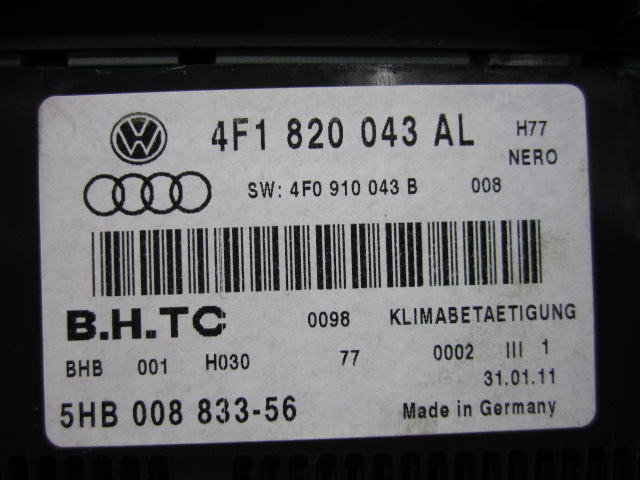 4F1 820 043 AL H77
NERO
SW: 4F0 910 043 B 008
B.H.TC 0098 KLIMABETAETIGUNG
BHB 001 H030 77 0002 III 1
31.01.11
5HB 008 833-56 Made in Germany